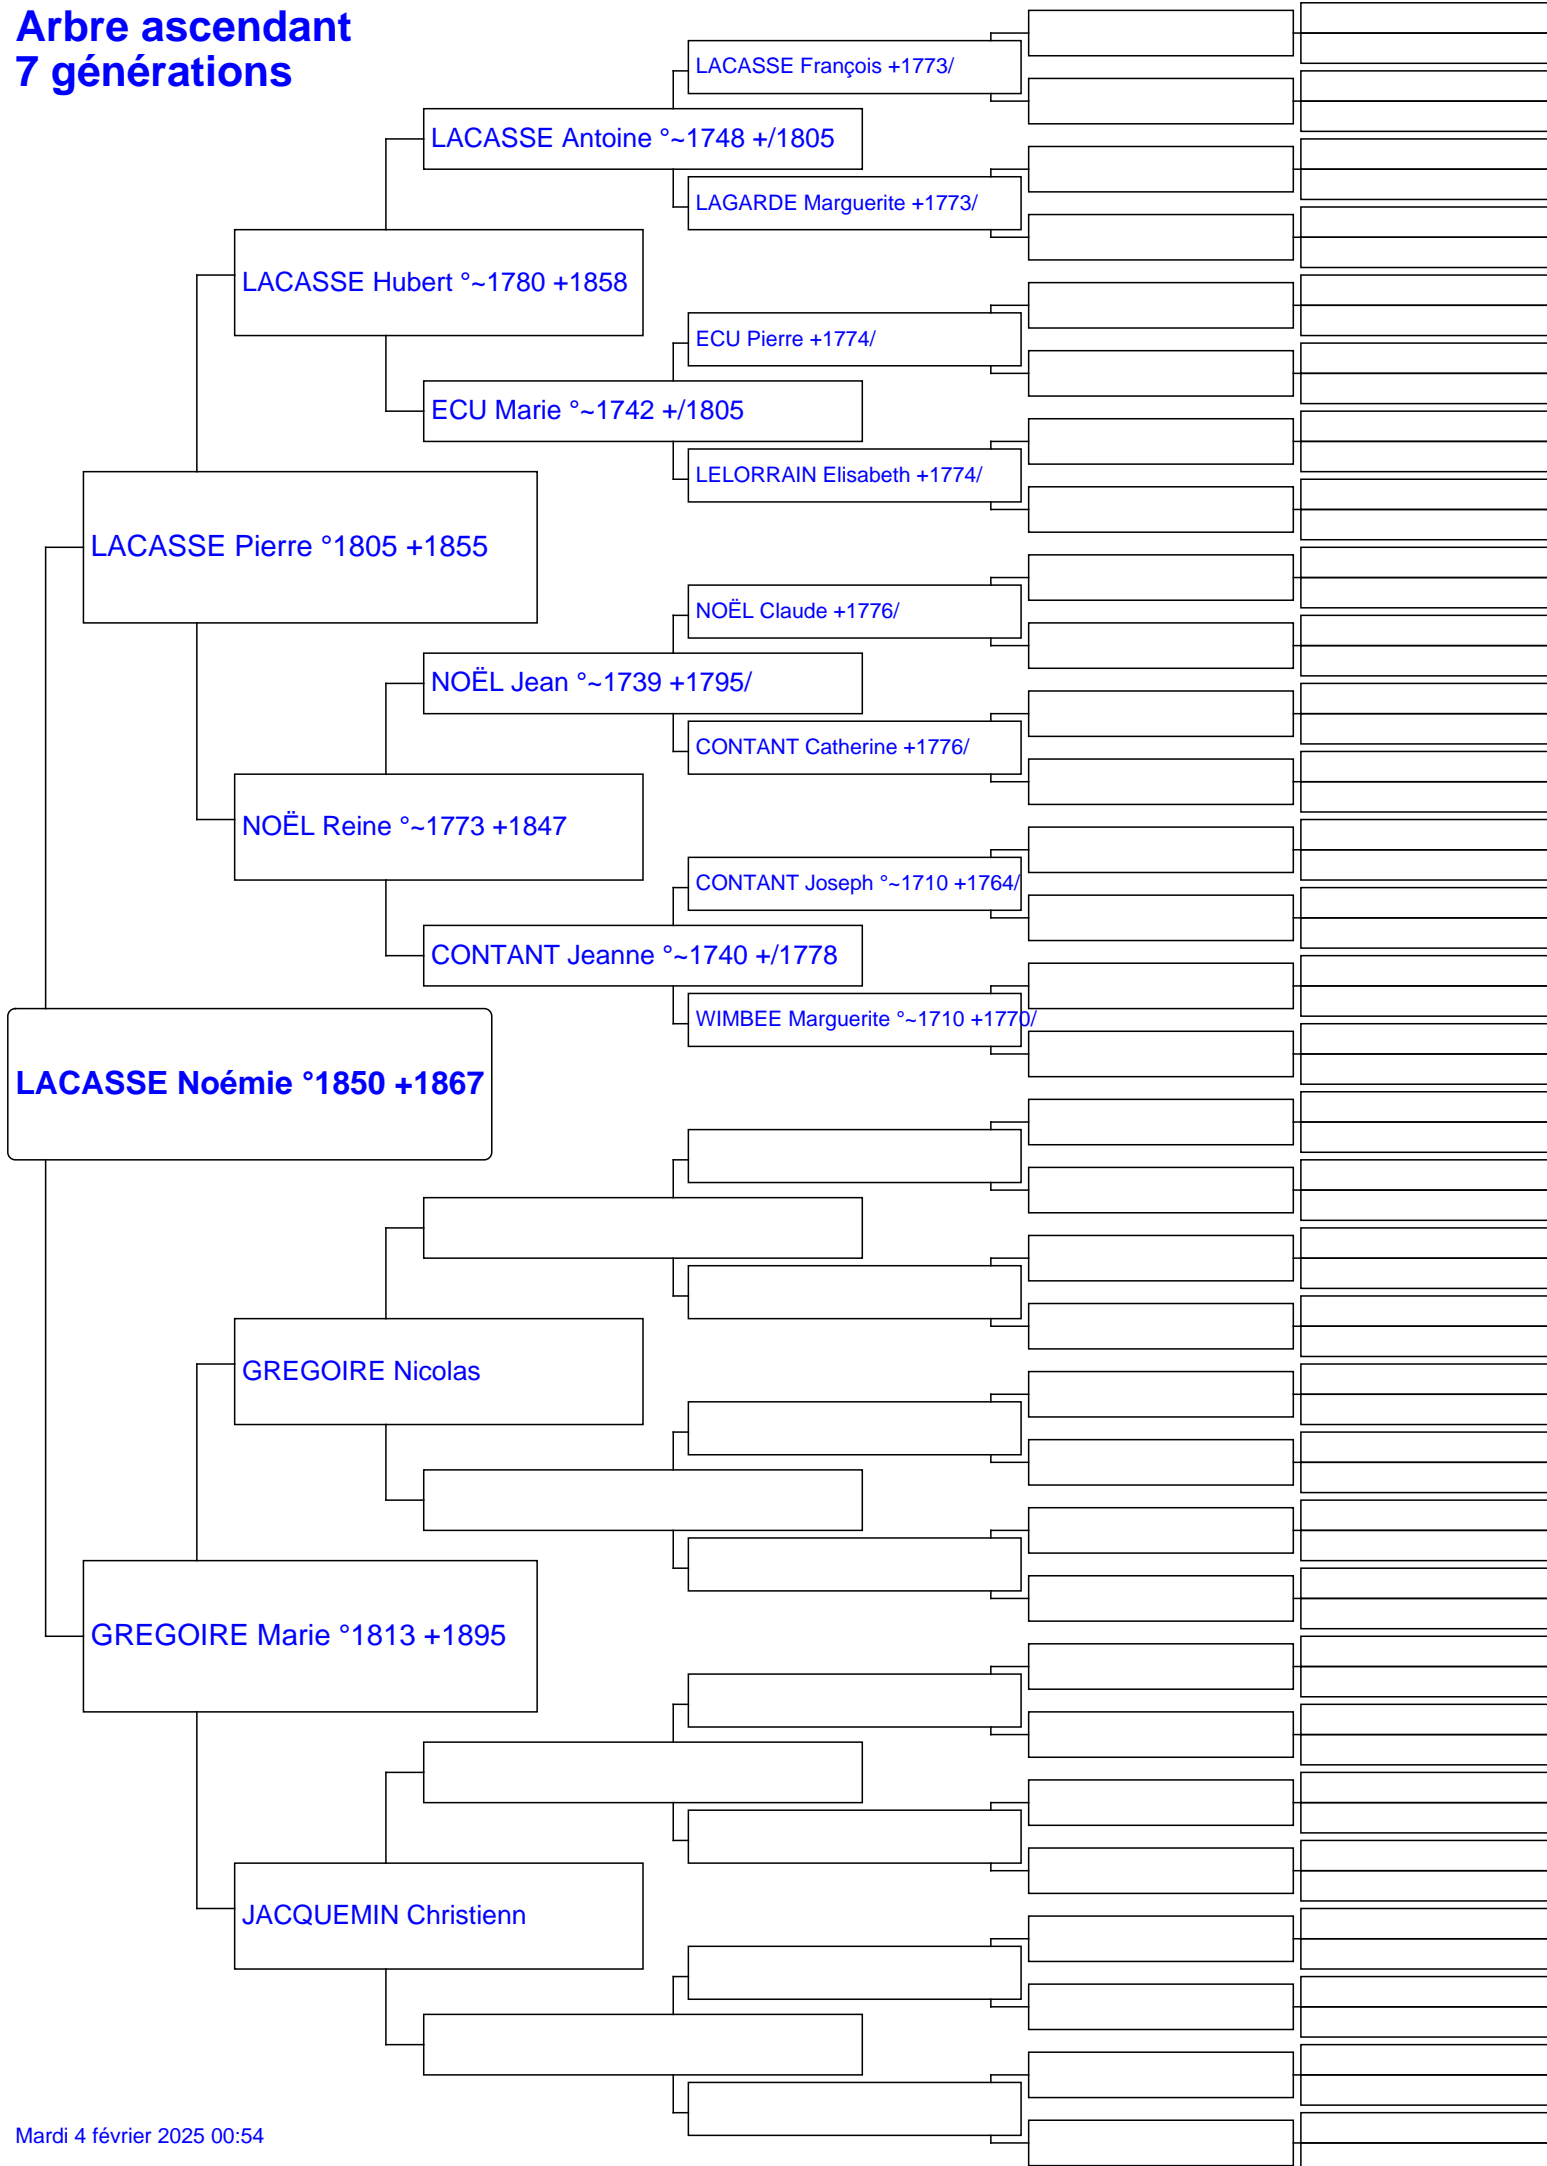 Arbre ascendant
7 générations
LACASSE François +1773/
LACASSE Antoine °~1748 +/1805
LAGARDE Marguerite +1773/
LACASSE Hubert °~1780 +1858
ECU Pierre +1774/
ECU Marie °~1742 +/1805
LELORRAIN Elisabeth +1774/
LACASSE Pierre °1805 +1855
NOËL Claude +1776/
NOËL Jean °~1739 +1795/
CONTANT Catherine +1776/
NOËL Reine °~1773 +1847
CONTANT Joseph °~1710 +1764/
CONTANT Jeanne °~1740 +/1778
WIMBEE Marguerite °~1710 +1770/
LACASSE Noémie °1850 +1867
GREGOIRE Nicolas
GREGOIRE Marie °1813 +1895
JACQUEMIN Christienn
Mardi 4 février 2025 00:54